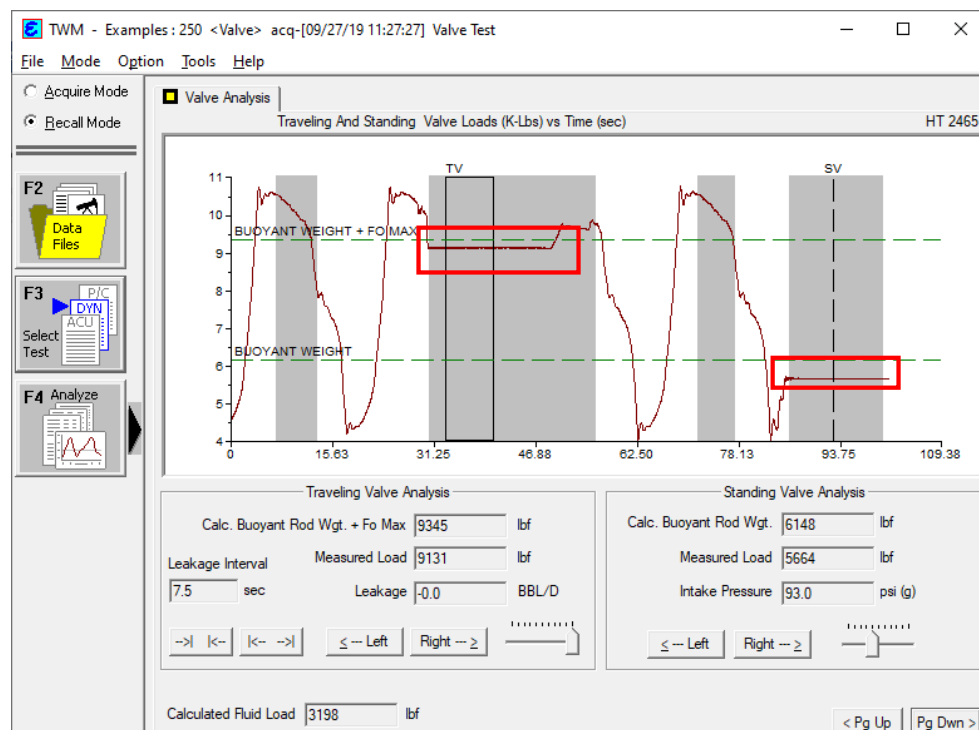 TWM - Examples : 250 <Valve> acq-[09/27/19 11:27:27] Valve Test
File Mode Option Tools Help
Acquire Mode
Recall Mode
F2
Data
Files
F3
P/C
DYN
ACU
Select
Test
F4 Analyze
Valve Analysis
Traveling And Standing Valve Loads (K-Lbs) vs Time (sec)
HT 2465
TV
SV
11
10
BUOYANT WEIGHT + FO MAX
9
8
7
BUOYANT WEIGHT
6
5
4
0 15.63 31.25 46.88 62.50 78.13 93.75 109.38
Traveling Valve Analysis
Calc. Buoyant Rod Wgt. + Fo Max 9345 lbf
Leakage Interval
Measured Load 9131 lbf
7.5 sec
Leakage -0.0 BBL/D
-->| |<-- |<-- -->| < --- Left Right --- >
Standing Valve Analysis
Calc. Buoyant Rod Wgt. 6148 lbf
Measured Load 5664 lbf
Intake Pressure 93.0 psi (g)
< --- Left Right --- >
Calculated Fluid Load 3198 lbf
< Pg Up Pg Dwn >